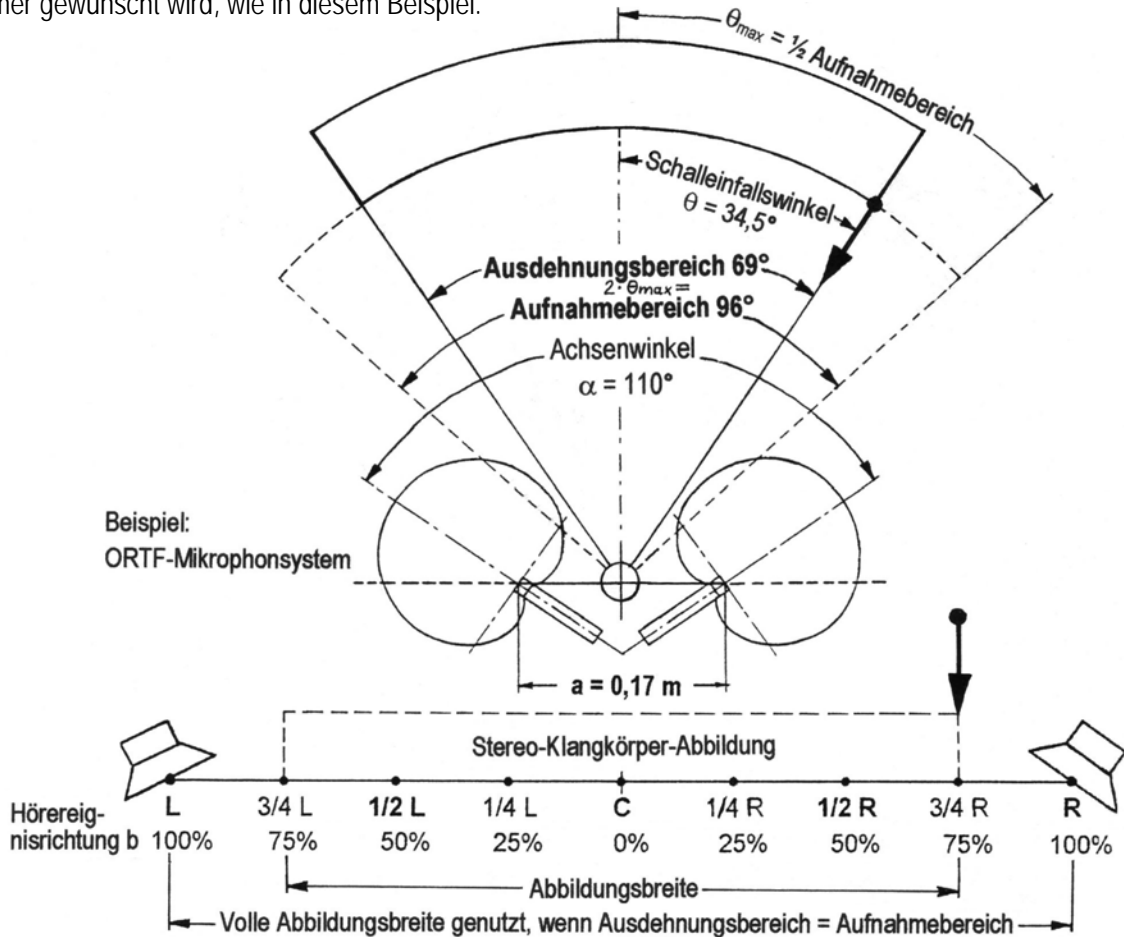 ner gewünscht wird, wie in diesem Beispiel.
θmax = ½ Aufnahmebereich
Schalleinfallswinkel
θ = 34,5°
Ausdehnungsbereich 69°
2·θmax =
Aufnahmebereich 96°
Achsenwinkel
α = 110°
Beispiel:
ORTF-Mikrophonsystem
a = 0,17 m
Stereo-Klangkörper-Abbildung
L 3/4 L 1/2 L 1/4 L C 1/4 R 1/2 R 3/4 R R
Hörereig-
nisrichtung b 100% 75% 50% 25% 0% 25% 50% 75% 100%
Abbildungsbreite
Volle Abbildungsbreite genutzt, wenn Ausdehnungsbereich = Aufnahmebereich